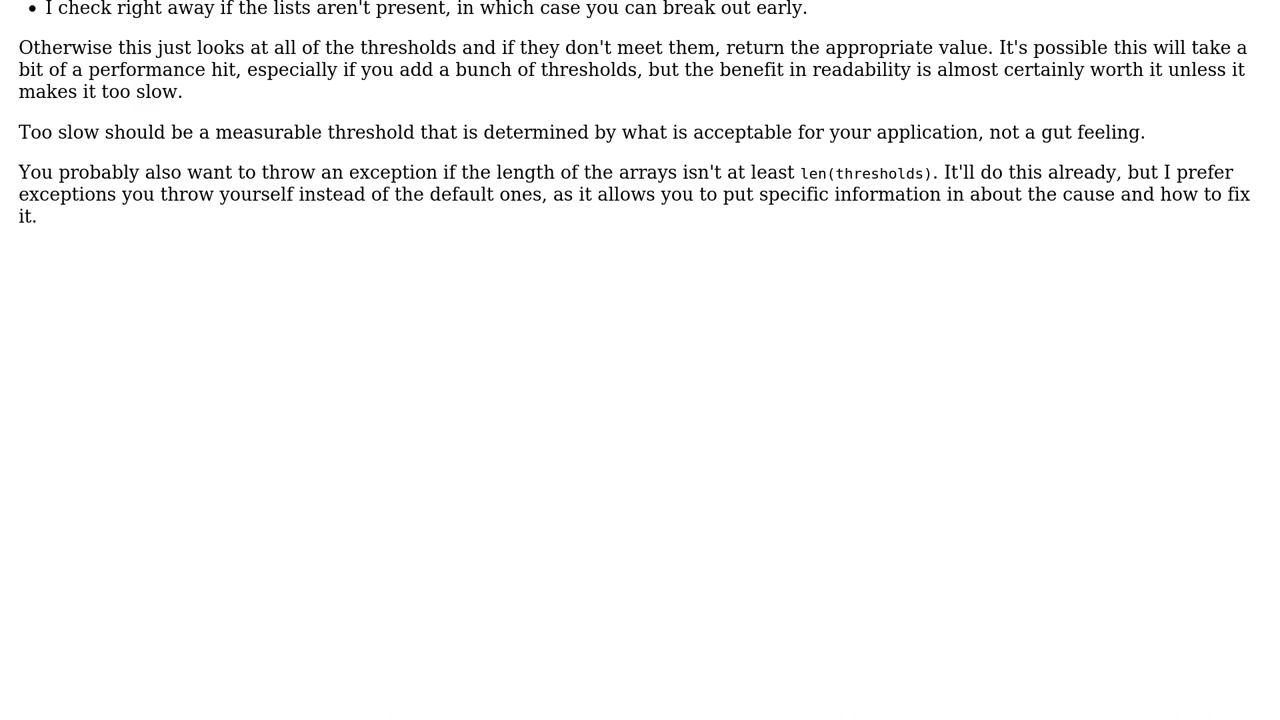 • I check right away if the lists aren't present, in which case you can break out early.
Otherwise this just looks at all of the thresholds and if they don't meet them, return the appropriate value. It's possible this will take a
bit of a performance hit, especially if you add a bunch of thresholds, but the benefit in readability is almost certainly worth it unless it
makes it too slow.
Too slow should be a measurable threshold that is determined by what is acceptable for your application, not a gut feeling.
You probably also want to throw an exception if the length of the arrays isn't at least len(thresholds). It'll do this already, but I prefer
exceptions you throw yourself instead of the default ones, as it allows you to put specific information in about the cause and how to fix
it.